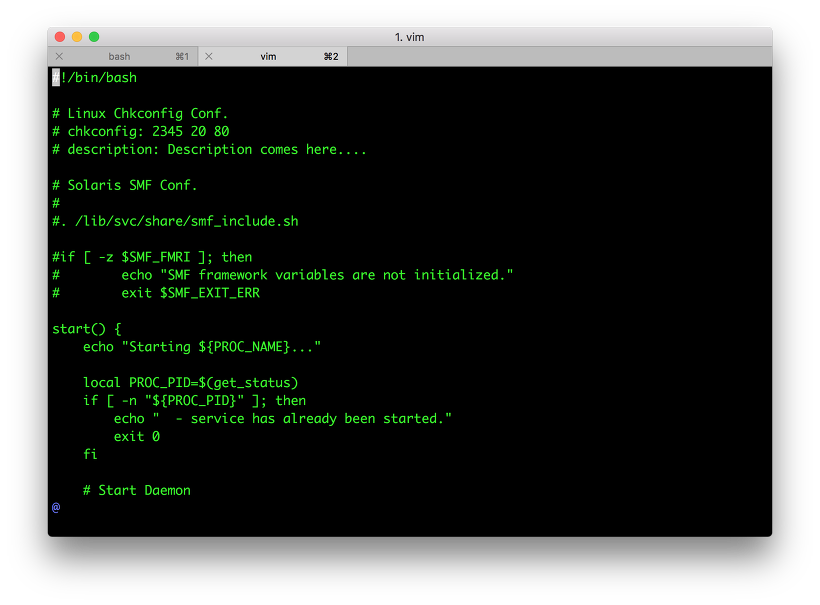 1. vim
bash ⌘1 vim ⌘2
#!/bin/bash
# Linux Chkconfig Conf.
# chkconfig: 2345 20 80
# description: Description comes here....
# Solaris SMF Conf.
#
#. /lib/svc/share/smf_include.sh
#if [ -z $SMF_FMRI ]; then
#        echo "SMF framework variables are not initialized."
#        exit $SMF_EXIT_ERR
start() {
    echo "Starting ${PROC_NAME}..."
    local PROC_PID=$(get_status)
    if [ -n "${PROC_PID}" ]; then
        echo "  - service has already been started."
        exit 0
    fi
    # Start Daemon
@